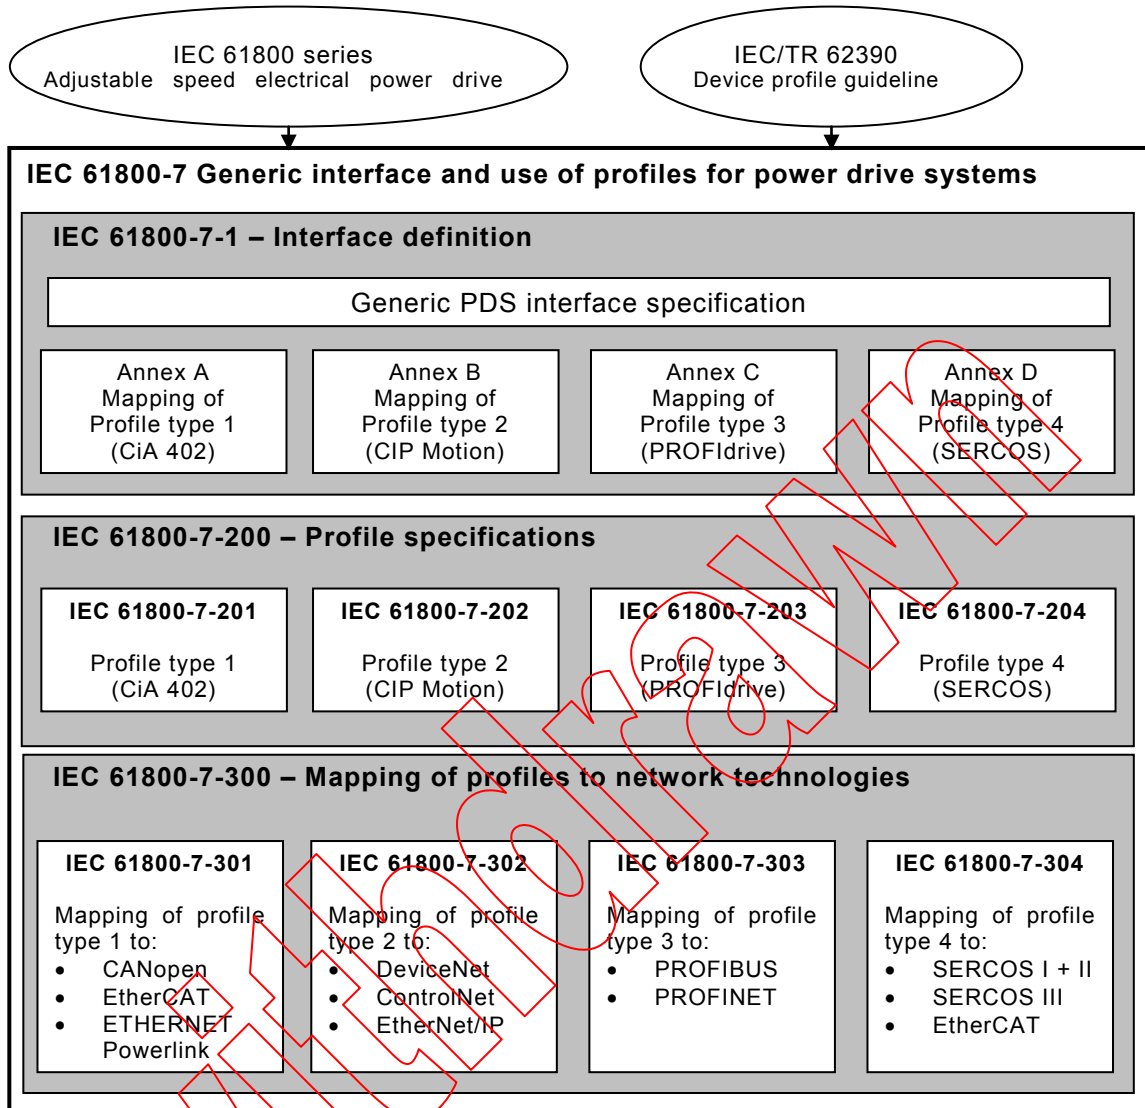 IEC 61800 series
Adjustable speed electrical power drive
IEC/TR 62390
Device profile guideline
IEC 61800-7 Generic interface and use of profiles for power drive systems
IEC 61800-7-1 – Interface definition
Generic PDS interface specification
Annex A
Mapping of
Profile type 1
(CiA 402)
Annex B
Mapping of
Profile type 2
(CIP Motion)
Annex C
Mapping of
Profile type 3
(PROFIdrive)
Annex D
Mapping of
Profile type 4
(SERCOS)
IEC 61800-7-200 – Profile specifications
IEC 61800-7-201
Profile type 1
(CiA 402)
IEC 61800-7-202
Profile type 2
(CIP Motion)
IEC 61800-7-203
Profile type 3
(PROFIdrive)
IEC 61800-7-204
Profile type 4
(SERCOS)
IEC 61800-7-300 – Mapping of profiles to network technologies
IEC 61800-7-301
Mapping of profile
type 1 to:
• CANopen
• EtherCAT
• ETHERNET
Powerlink
IEC 61800-7-302
Mapping of profile
type 2 to:
• DeviceNet
• ControlNet
• EtherNet/IP
IEC 61800-7-303
Mapping of profile
type 3 to:
• PROFIBUS
• PROFINET
IEC 61800-7-304
Mapping of profile
type 4 to:
• SERCOS I + II
• SERCOS III
• EtherCAT
thdrawn